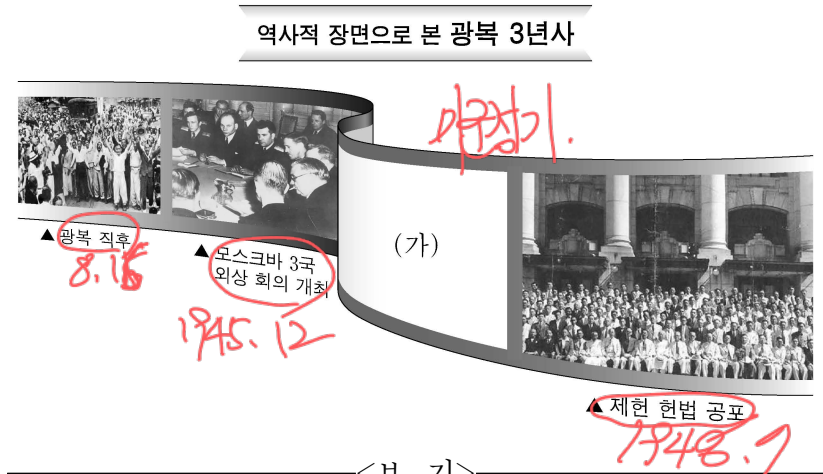 역사적 장면으로 본 광복 3년사
미군정기.
(가)
▲광복 직후
8.15
▲모스크바 3국
외상 회의 개최
1945.12
▲제헌 헌법 공포
1948.7
<보 기>